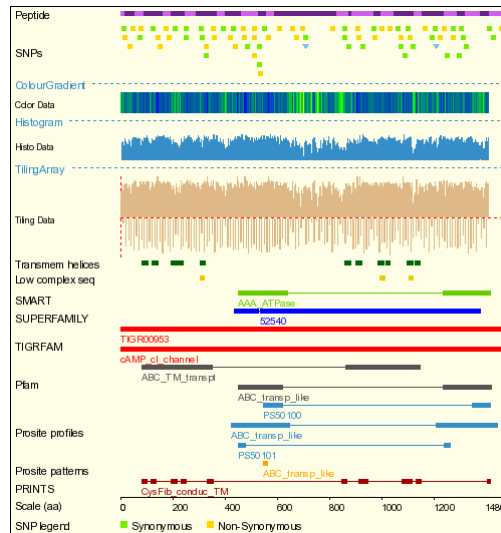 Peptide
SNPs
ColourGradient
Color Data
Histogram
Histo Data
TilingArray
Tiling Data
Transmem helices
Low complex seq
SMART
AAA_ATPase
SUPERFAMILY
52540
TIGRFAM
TIGR00953
cAMP_cl_channel
ABC_TM_transpt
Pfam
ABC_transp_like
PS50100
Prosite profiles
ABC_transp_like
PS50101
Prosite patterns
ABC_transp_like
PRINTS
CysFib_conduc_TM
Scale (aa) 0 200 400 600 800 1000 1200 148
SNP legend Synonymous Non-Synonymous